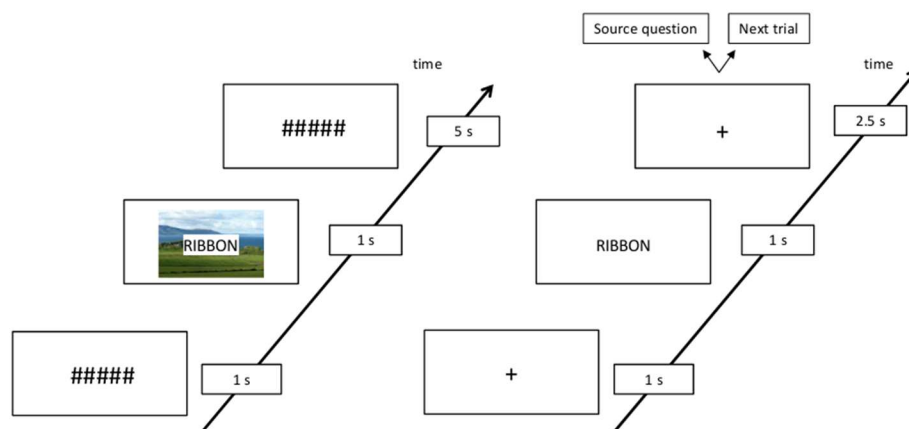 Source question
Next trial
time
time
#####
5 s
+
2.5 s
RIBBON
1 s
RIBBON
1 s
#####
1 s
+
1 s